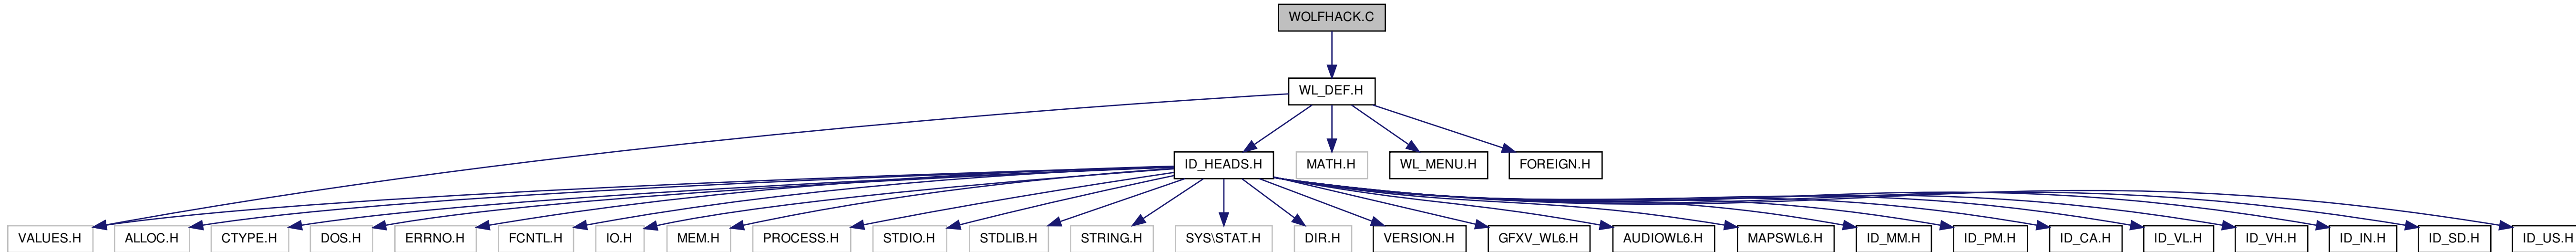 WOLFHACK.C
WL_DEF.H
ID_HEADS.H
MATH.H
WL_MENU.H
FOREIGN.H
VALUES.H
ALLOC.H
CTYPE.H
DOS.H
ERRNO.H
FCNTL.H
IO.H
MEM.H
PROCESS.H
STDIO.H
STDLIB.H
STRING.H
SYS\STAT.H
DIR.H
VERSION.H
GFXV_WL6.H
AUDIOWL6.H
MAPSWL6.H
ID_MM.H
ID_PM.H
ID_CA.H
ID_VL.H
ID_VH.H
ID_IN.H
ID_SD.H
ID_US.H